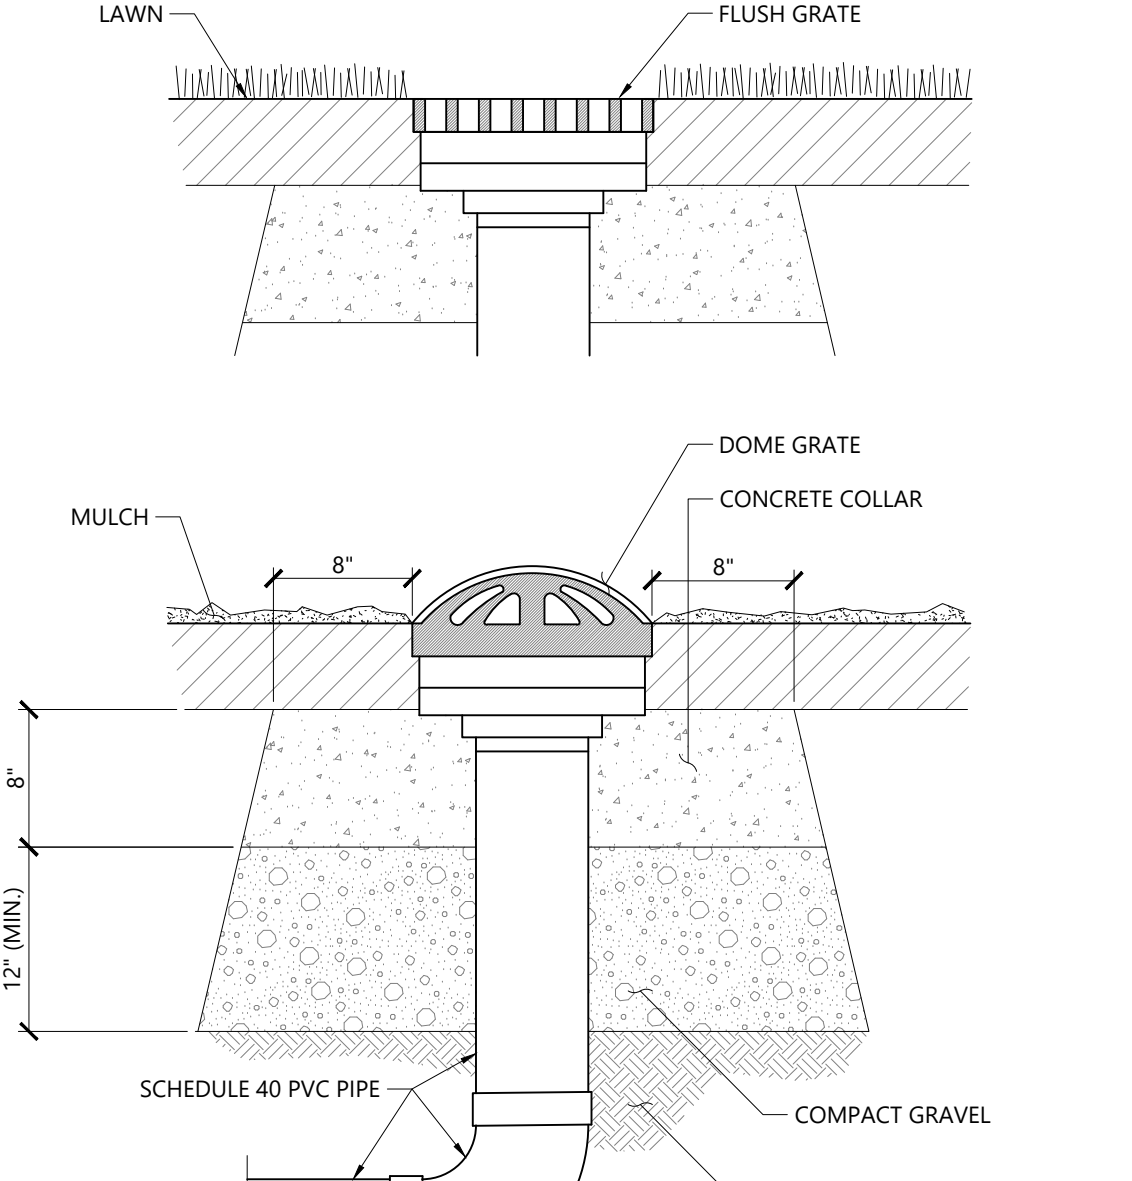 LAWN
FLUSH GRATE
DOME GRATE
CONCRETE COLLAR
MULCH
8"
8"
8"
12" (MIN.)
SCHEDULE 40 PVC PIPE
COMPACT GRAVEL